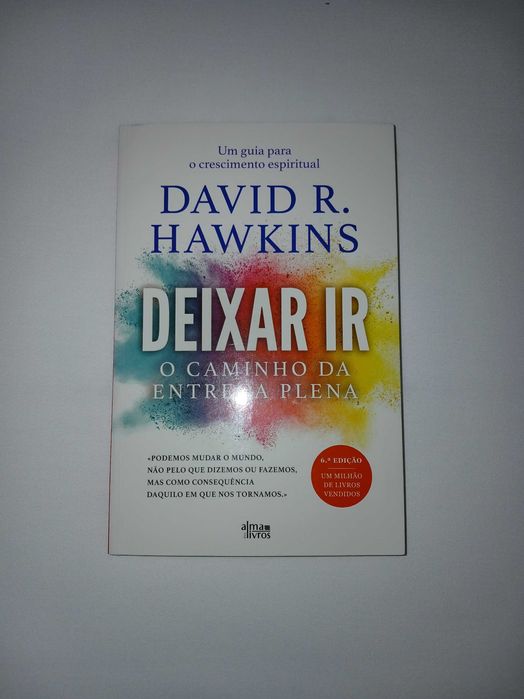 Um guia para
o crescimento espiritual
DAVID R.
HAWKINS
DEIXAR IR
O CAMINHO DA
ENTREGA PLENA
«PODEMOS MUDAR O MUNDO,
NÃO PELO QUE DIZEMOS OU FAZEMOS,
MAS COMO CONSEQUÊNCIA
DAQUILO EM QUE NOS TORNAMOS.»
6.ª EDIÇÃO
UM MILHÃO
DE LIVROS
VENDIDOS
alma
dos livros